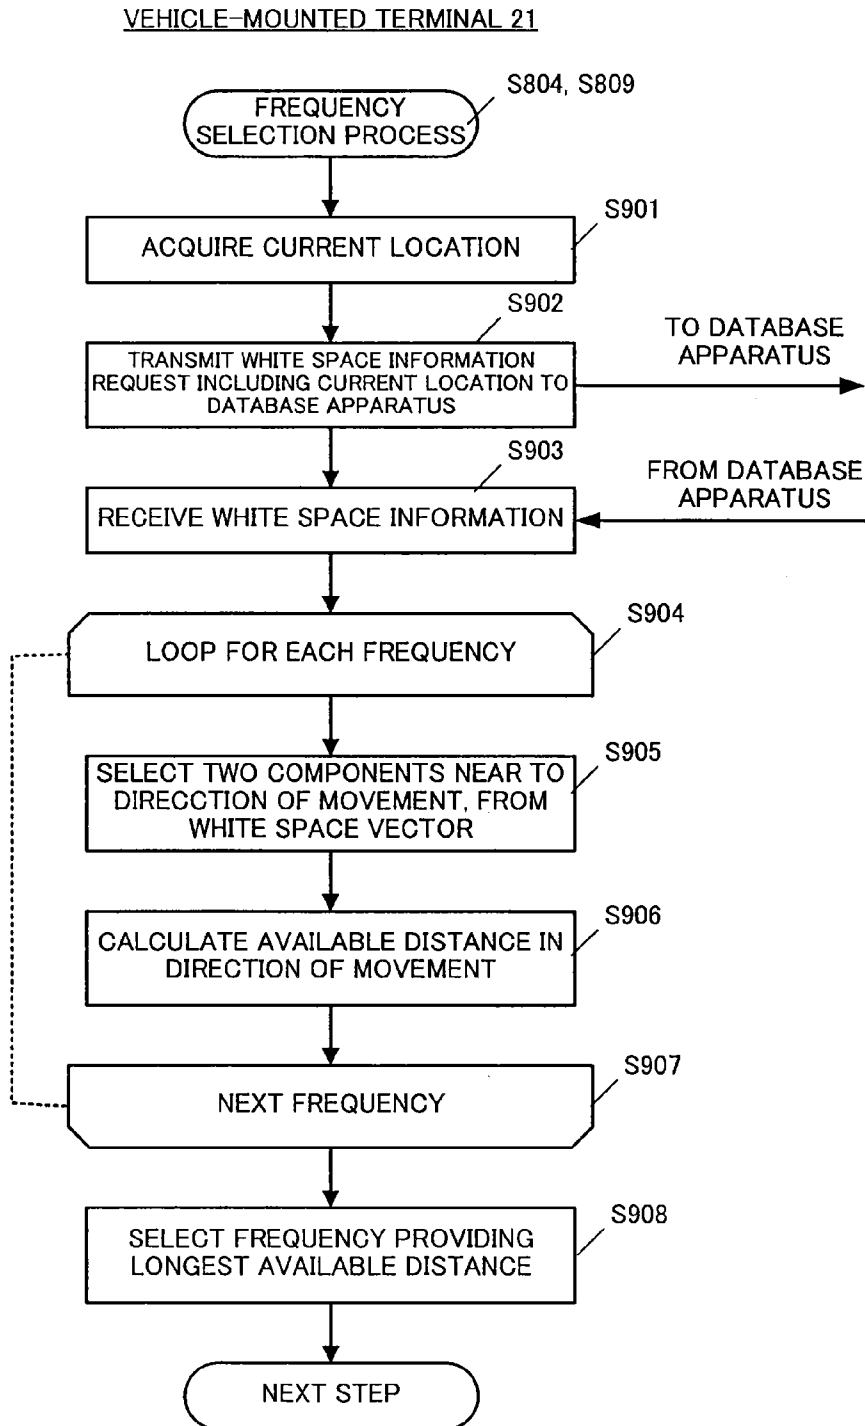 VEHICLE-MOUNTED TERMINAL 21
S804, S809
FREQUENCY
SELECTION PROCESS
S901
ACQUIRE CURRENT LOCATION
S902
TRANSMIT WHITE SPACE INFORMATION
REQUEST INCLUDING CURRENT LOCATION TO
DATABASE APPARATUS
TO DATABASE
APPARATUS
S903
RECEIVE WHITE SPACE INFORMATION
FROM DATABASE
APPARATUS
S904
LOOP FOR EACH FREQUENCY
S905
SELECT TWO COMPONENTS NEAR TO
DIRECCTION OF MOVEMENT, FROM
WHITE SPACE VECTOR
S906
CALCULATE AVAILABLE DISTANCE IN
DIRECTION OF MOVEMENT
S907
NEXT FREQUENCY
S908
SELECT FREQUENCY PROVIDING
LONGEST AVAILABLE DISTANCE
NEXT STEP